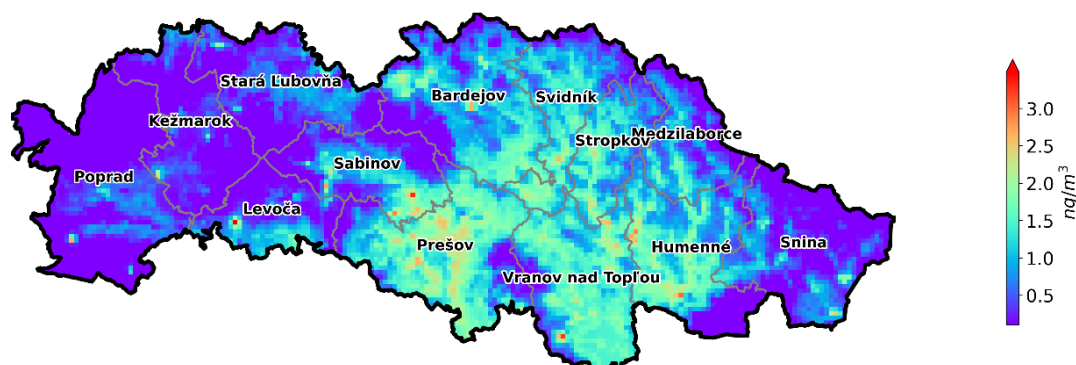 Stará Ľubovňa
Bardejov
Svidník
Kežmarok
Stropkov
Medzilaborce
Sabinov
Poprad
Levoča
Prešov
Humenné
Snina
Vranov nad Topľou
3.0
2.5
2.0
1.5
1.0
0.5
ng/m³